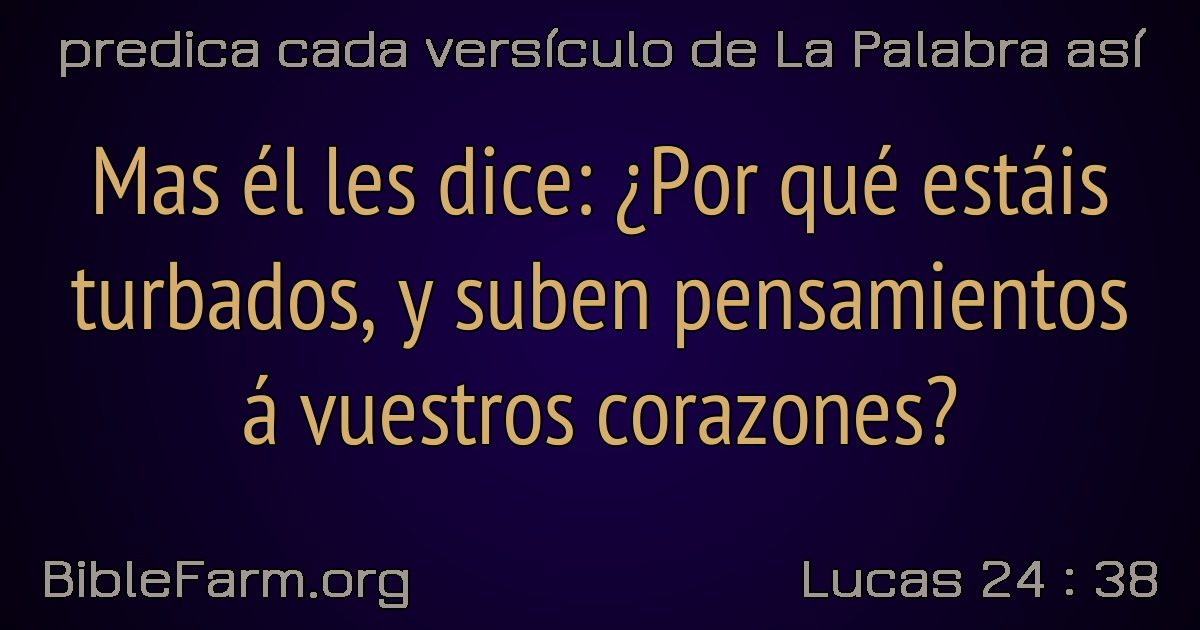 predica cada versículo de La Palabra así
Mas él les dice: ¿Por qué estáis
turbados, y suben pensamientos
á vuestros corazones?
BibleFarm.org
Lucas 24 : 38